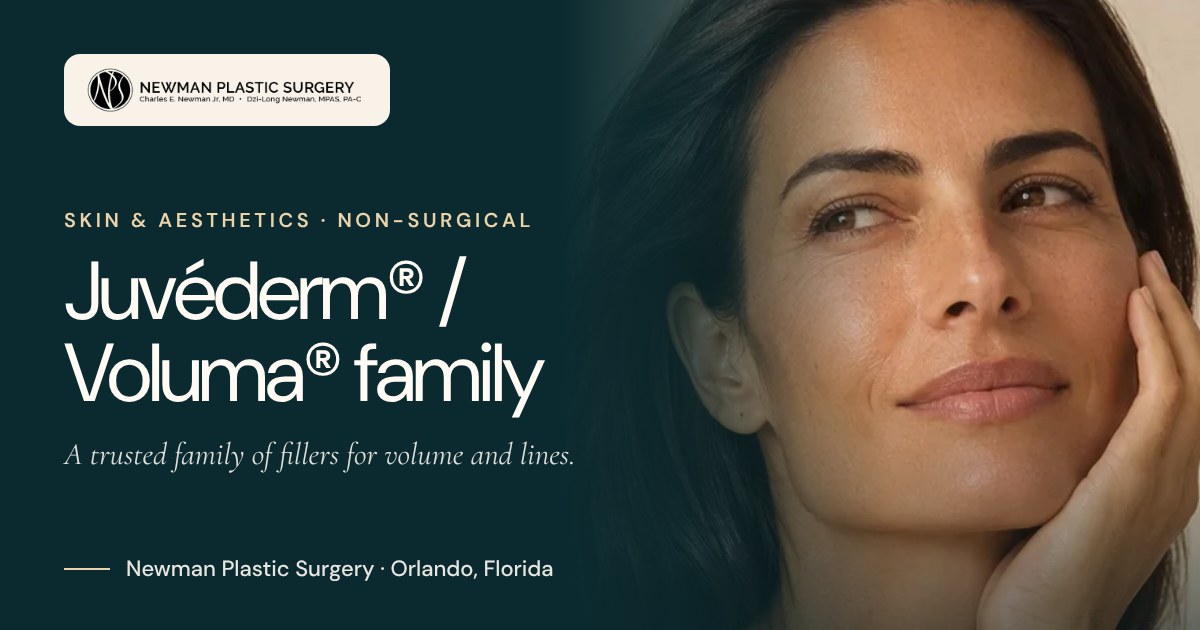 NPS
NEWMAN PLASTIC SURGERY
Charles E. Newman Jr, MD • Dzi-Long Newman, MPAS, PA-C
SKIN & AESTHETICS · NON-SURGICAL
Juvéderm® /
Voluma® family
A trusted family of fillers for volume and lines.
Newman Plastic Surgery · Orlando, Florida